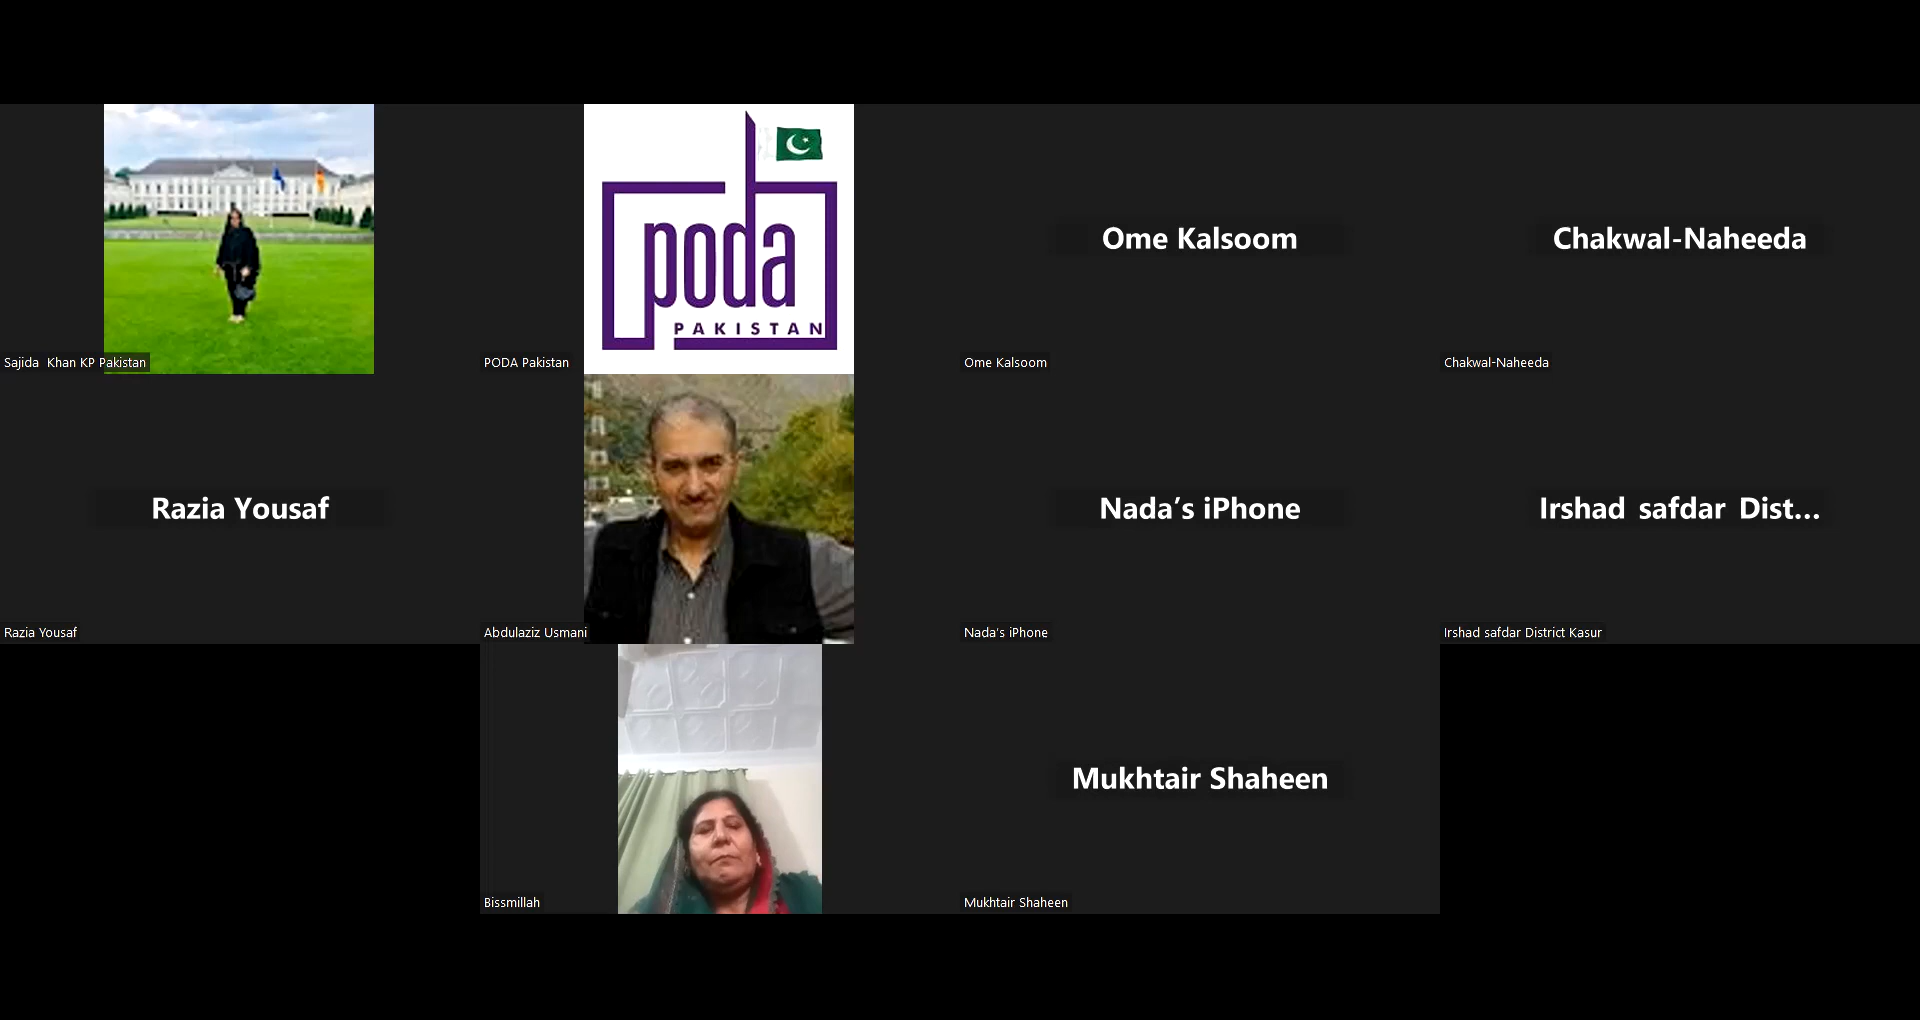 poda
PAKISTAN
Ome Kalsoom
Chakwal-Naheeda
Sajida Khan KP Pakistan
PODA Pakistan
Ome Kalsoom
Chakwal-Naheeda
Razia Yousaf
Nada’s iPhone
Irshad safdar Dist...
Razia Yousaf
Abdulaziz Usmani
Nada's iPhone
Irshad safdar District Kasur
Mukhtair Shaheen
Bissmillah
Mukhtair Shaheen